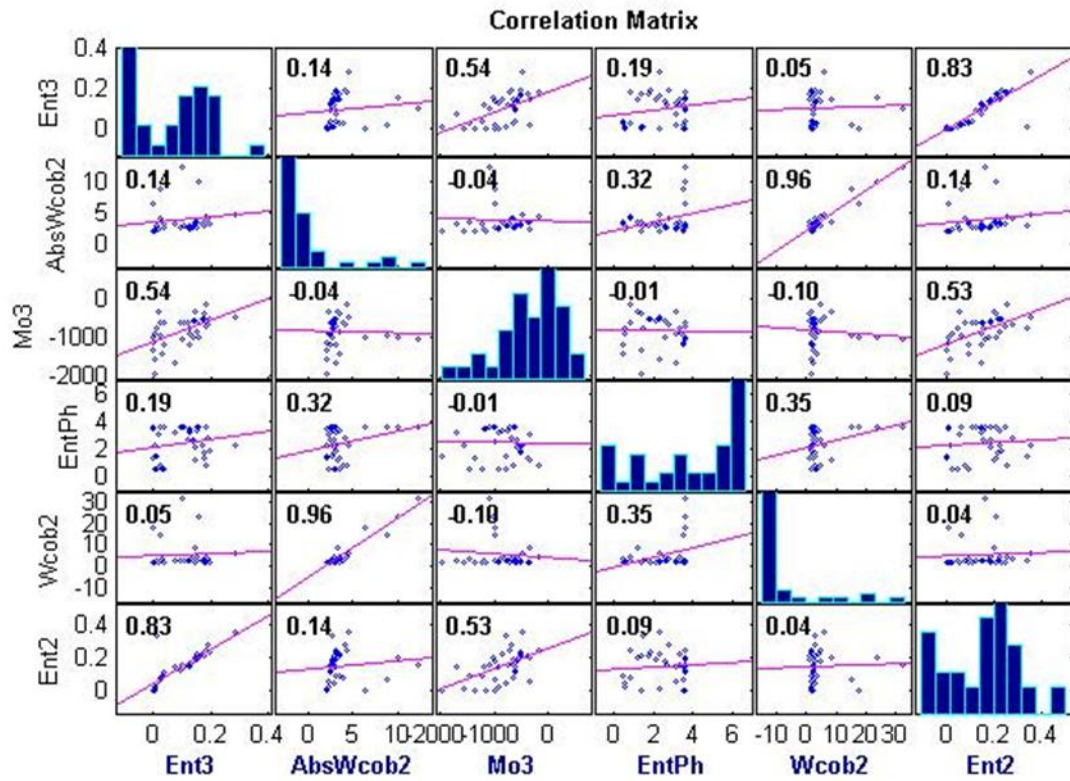 Correlation Matrix
Ent3 0.4 0.2 0 0.14 0.54 0.19 0.05 0.83
AbsWcob2 10 5 0 0.14 -0.04 0.32 0.96 0.14
Mo3 0 -1000 -2000 0.54 -0.04 -0.01 -0.10 0.53
EntPh 6 4 2 0 0.19 0.32 -0.01 0.35 0.09
Wcob2 30 20 10 0 -10 0.05 0.96 -0.10 0.35 0.04
Ent2 0.4 0.2 0 0.83 0.14 0.53 0.09 0.04
0 0.2 0.4 0 5 10 -2000 -1000 0 0 2 4 6 -10 0 10 20 30 0 0.2 0.4
Ent3 AbsWcob2 Mo3 EntPh Wcob2 Ent2